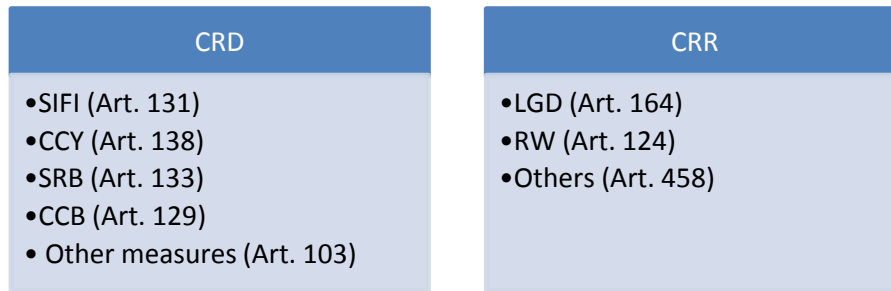 CRD
•SIFI (Art. 131)
•CCY (Art. 138)
•SRB (Art. 133)
•CCB (Art. 129)
• Other measures (Art. 103)
CRR
•LGD (Art. 164)
•RW (Art. 124)
•Others (Art. 458)